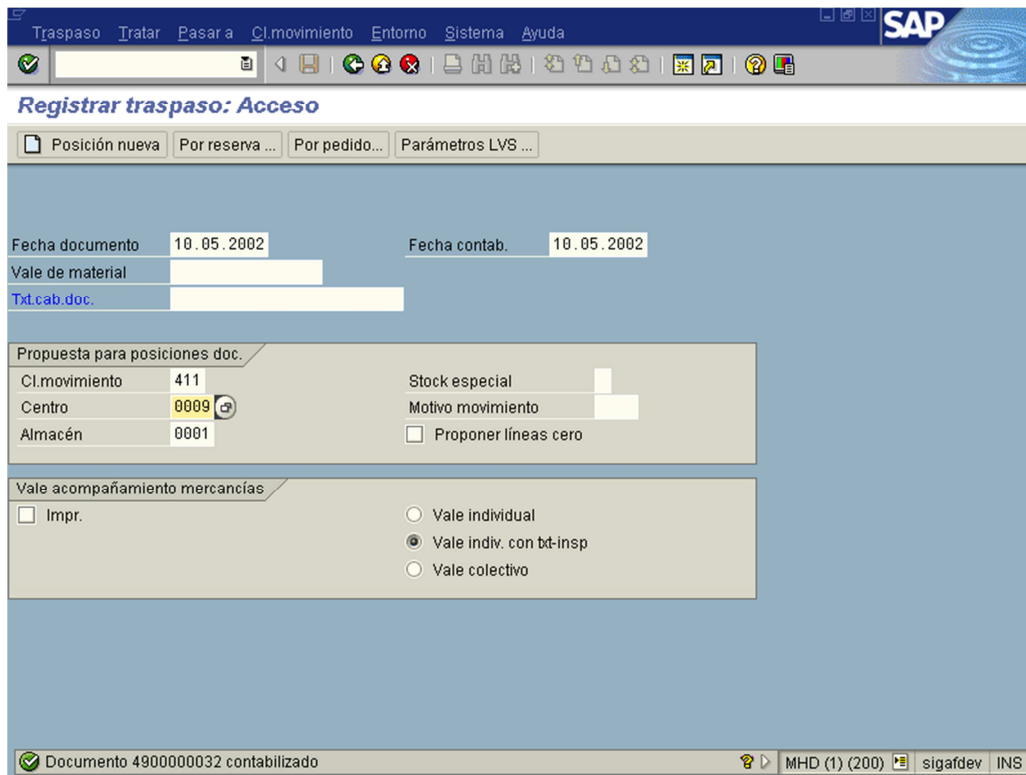 Traspaso Tratar Pasar a Cl.movimiento Entorno Sistema Ayuda
SAP
Registrar traspaso: Acceso
Posición nueva Por reserva ... Por pedido... Parámetros LVS ...
Fecha documento 10.05.2002 Fecha contab. 10.05.2002
Vale de material
Txt.cab.doc.
Propuesta para posiciones doc.
Cl.movimiento 411 Stock especial
Centro 0009 Motivo movimiento
Almacén 0001 Proponer líneas cero
Vale acompañamiento mercancías
Impr. Vale individual
Vale indiv. con txt-insp
Vale colectivo
Documento 4900000032 contabilizado MHD (1) (200) sigafdev INS